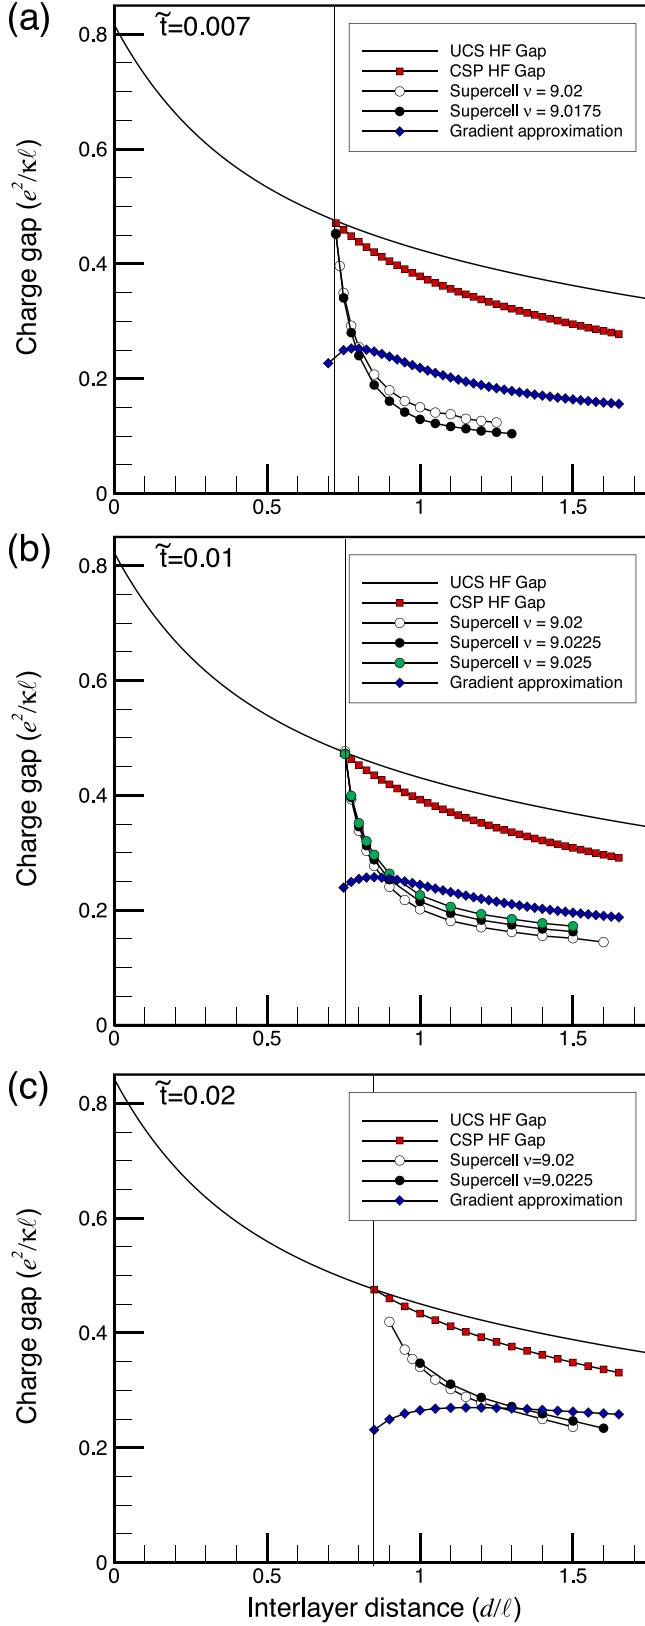 (a)
t̃=0.007
UCS HF Gap
CSP HF Gap
Supercell ν = 9.02
Supercell ν = 9.0175
Gradient approximation
Charge gap (e²/κℓ)
0.8
0.6
0.4
0.2
0
0 0.5 1 1.5
(b)
t̃=0.01
UCS HF Gap
CSP HF Gap
Supercell ν = 9.02
Supercell ν = 9.0225
Supercell ν = 9.025
Gradient approximation
Charge gap (e²/κℓ)
0.8
0.6
0.4
0.2
0
0 0.5 1 1.5
(c)
t̃=0.02
UCS HF Gap
CSP HF Gap
Supercell ν=9.02
Supercell ν=9.0225
Gradient approximation
Charge gap (e²/κℓ)
0.8
0.6
0.4
0.2
0
0 0.5 1 1.5
Interlayer distance (d/ℓ)